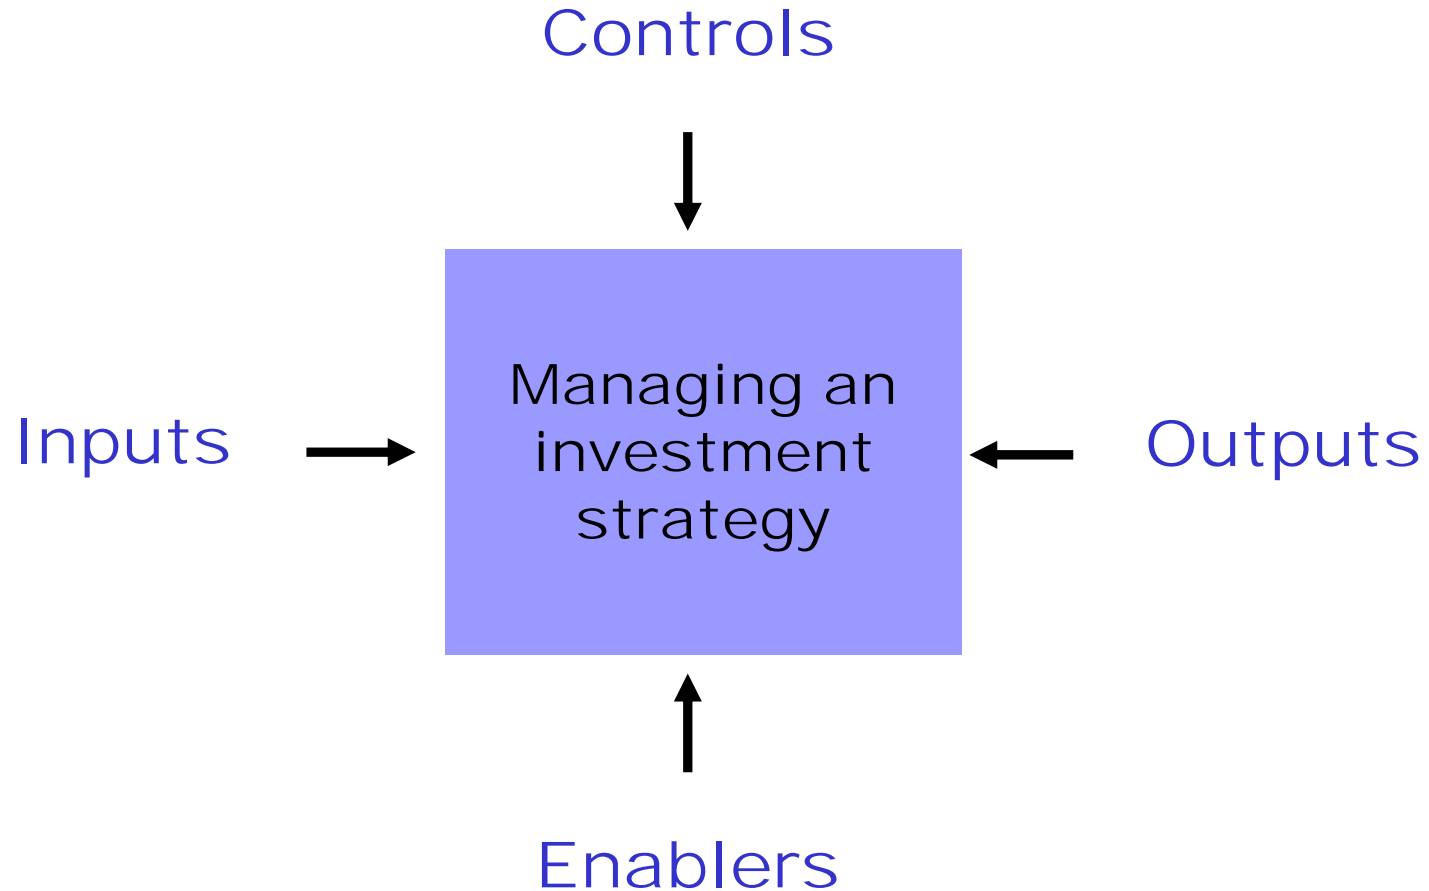 Controls
Managing an
investment
strategy
Inputs
Outputs
Enablers